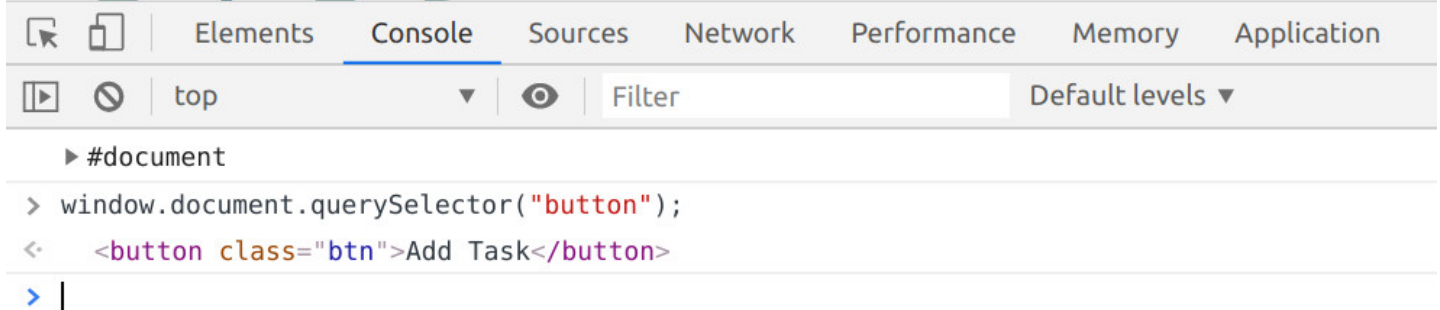 Elements Console Sources Network Performance Memory Application
top Filter Default levels
#document
window.document.querySelector("button");
<button class="btn">Add Task</button>